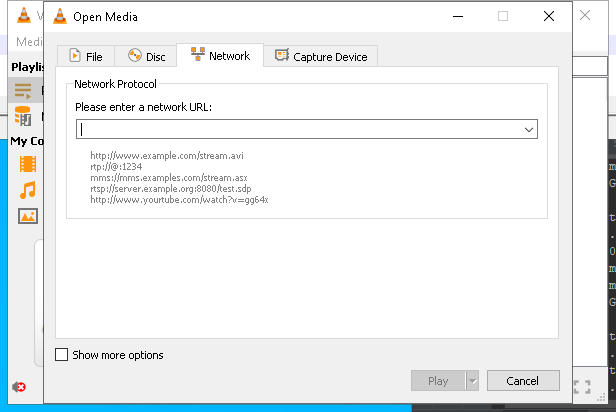 Open Media
Medi
File
Disc
Network
Capture Device
Playlis
Network Protocol
Please enter a network URL:
http://www.example.com/stream.avi
rtp://@:1234
mms://mms.examples.com/stream.asx
rtsp://server.example.org:8080/test.sdp
http://www.yourtube.com/watch?v=gg64x
My Co
Show more options
Play
Cancel